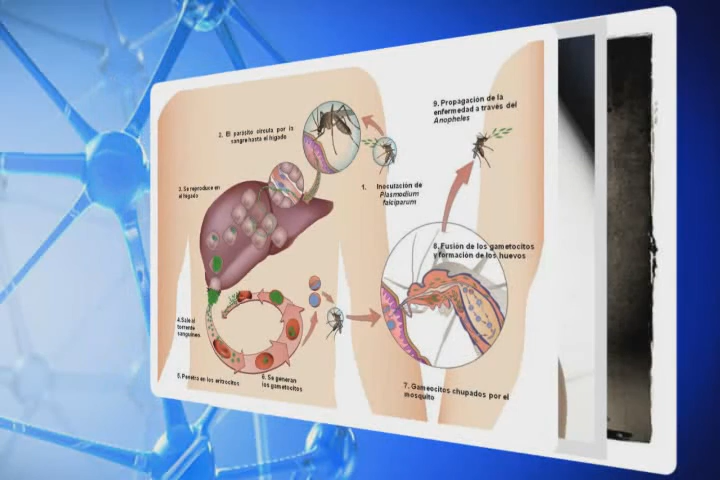 1. Inoculación de
Plasmodium
falciparum
2. El parásito circula por la
sangre hasta el hígado
3. Se reproduce en
el hígado
4. Sale al
torrente
sanguíneo
5. Penetra en los eritrocitos
6. Se generan
los gametocitos
7. Gameocitos chupados por el
mosquito
8. Fusión de los gametocitos
y formación de los huevos
9. Propagación de la
enfermedad a través del
Anopheles